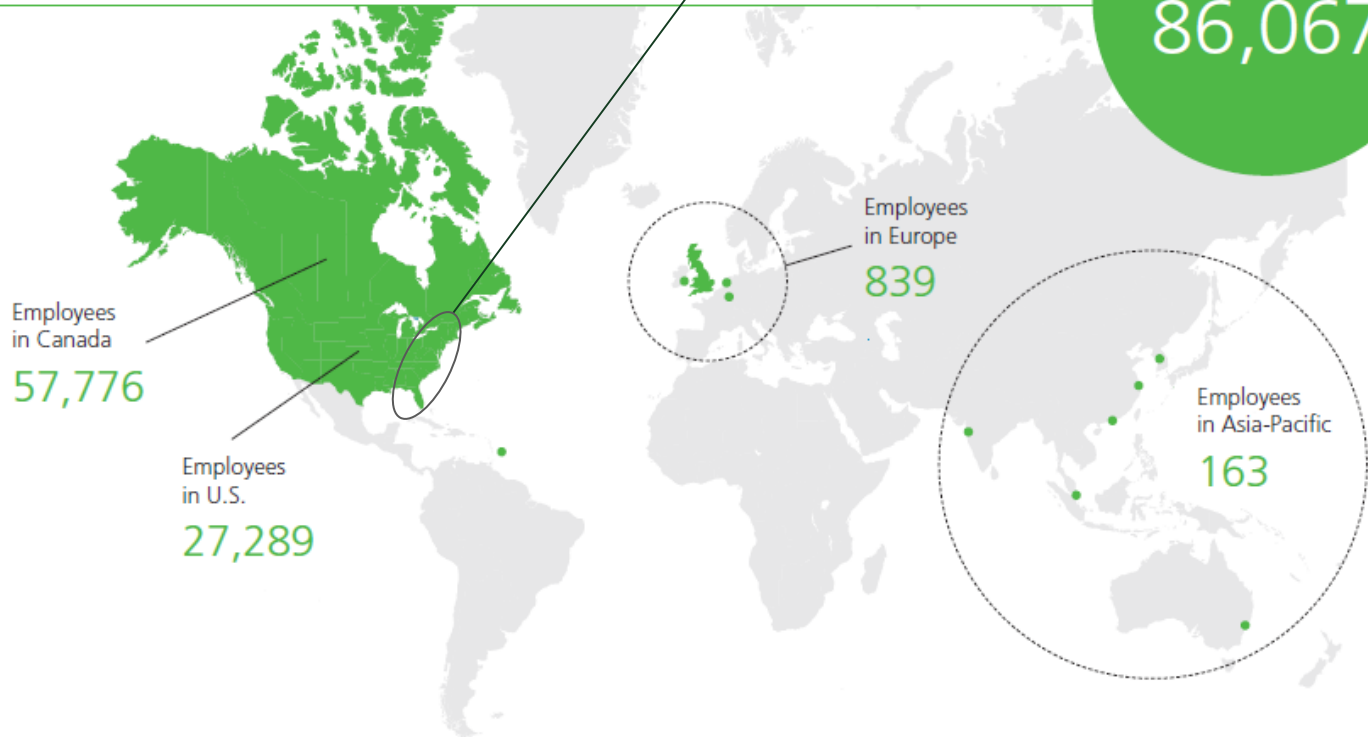 86,067
Employees
in Europe
839
Employees
in Canada
57,776
Employees
in Asia-Pacific
163
Employees
in U.S.
27,289